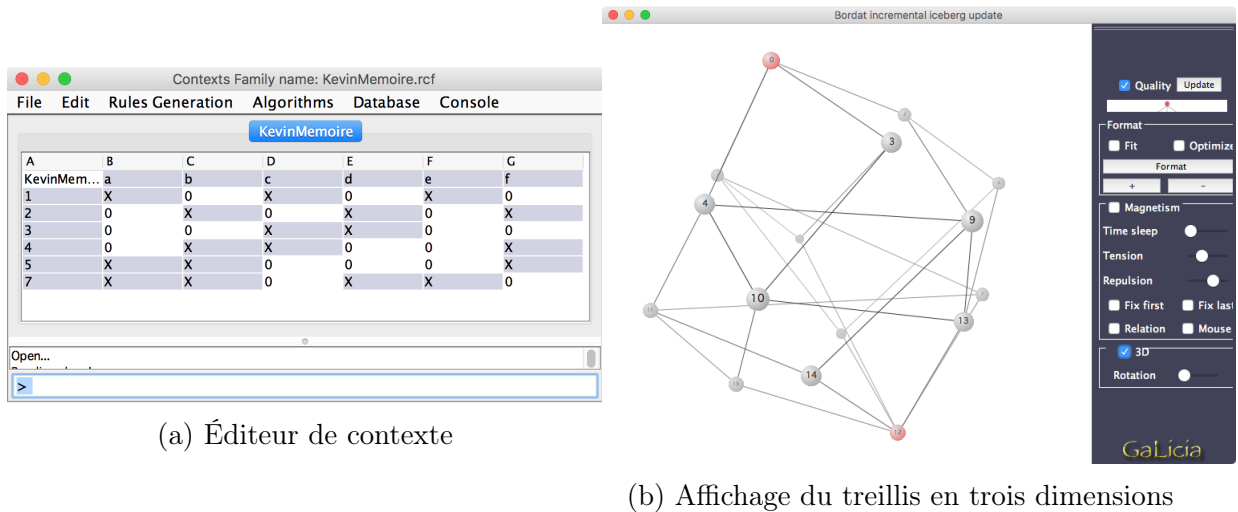 Contexts Family name: KevinMemoire.rcf
File Edit Rules Generation Algorithms Database Console
KevinMemoire
A B C D E F G
KevinMem... a b c d e f
1 X 0 X 0 X 0
2 0 X 0 X 0 X
3 0 0 X X 0 0
4 0 X X 0 0 X
5 X X 0 0 0 X
7 X X 0 X X 0
Open...
>
(a) Éditeur de contexte
Bordat incremental iceberg update
0
3
4
9
10
13
14
12
Quality Update
Format
Fit Optimize
Format
+ -
Magnetism
Time sleep
Tension
Repulsion
Fix first Fix last
Relation Mouse
3D
Rotation
GaLicia
(b) Affichage du treillis en trois dimensions